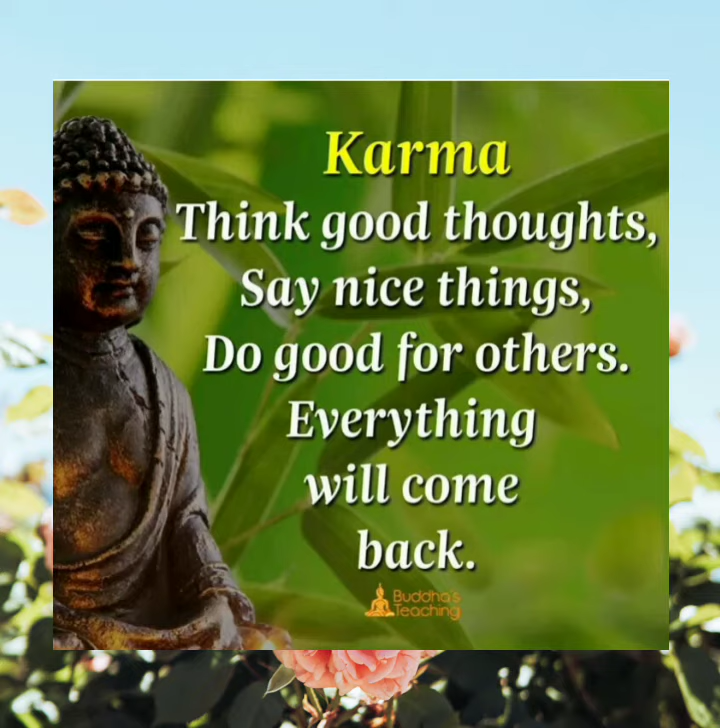 Karma
Think good thoughts,
Say nice things,
Do good for others.
Everything
will come
back.
Buddha's
Teaching